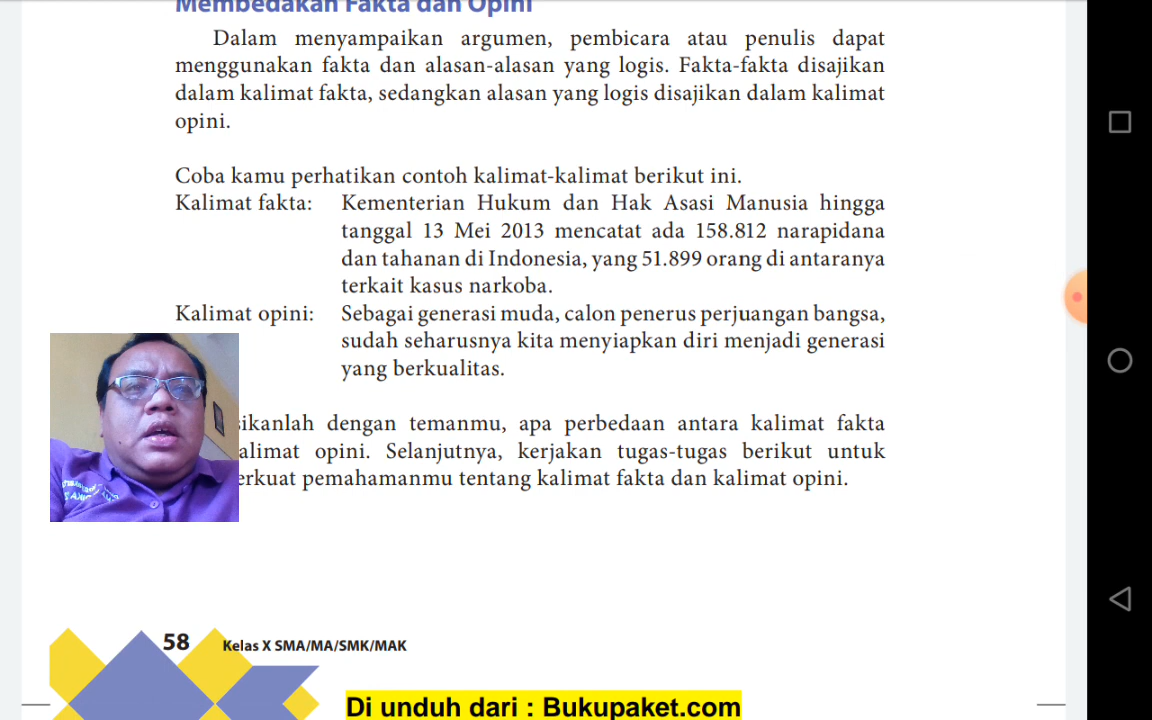 Membedakan Fakta dan Opini
Dalam menyampaikan argumen, pembicara atau penulis dapat
menggunakan fakta dan alasan-alasan yang logis. Fakta-fakta disajikan
dalam kalimat fakta, sedangkan alasan yang logis disajikan dalam kalimat
opini.
Coba kamu perhatikan contoh kalimat-kalimat berikut ini.
Kalimat fakta: Kementerian Hukum dan Hak Asasi Manusia hingga
tanggal 13 Mei 2013 mencatat ada 158.812 narapidana
dan tahanan di Indonesia, yang 51.899 orang di antaranya
terkait kasus narkoba.
Kalimat opini: Sebagai generasi muda, calon penerus perjuangan bangsa,
sudah seharusnya kita menyiapkan diri menjadi generasi
yang berkualitas.
sikanlah dengan temanmu, apa perbedaan antara kalimat fakta
alimat opini. Selanjutnya, kerjakan tugas-tugas berikut untuk
erkuat pemahamanmu tentang kalimat fakta dan kalimat opini.
58 Kelas X SMA/MA/SMK/MAK
Di unduh dari : Bukupaket.com